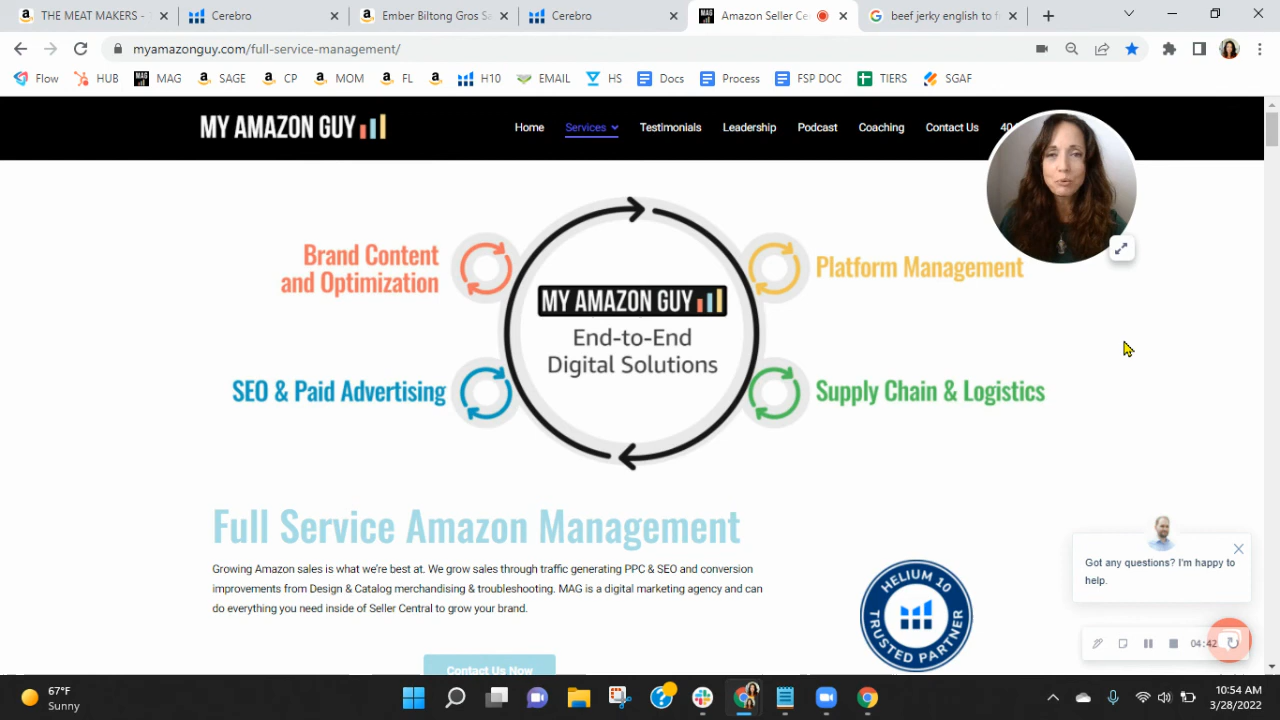 THE MEAT MAKERS -
Cerebro
Ember Biltong Gros
Cerebro
Amazon Seller Ce
beef jerky english to f
myamazonguy.com/full-service-management/
Flow
HUB
MAG
SAGE
CP
MOM
FL
H10
EMAIL
HS
Docs
Process
FSP DOC
TIERS
SGAF
MY AMAZON GUY
Home
Services
Testimonials
Leadership
Podcast
Coaching
Contact Us
Brand Content
and Optimization
Platform Management
MY AMAZON GUY
End-to-End
Digital Solutions
SEO & Paid Advertising
Supply Chain & Logistics
Full Service Amazon Management
Growing Amazon sales is what we're best at. We grow sales through traffic generating PPC & SEO and conversion
improvements from Design & Catalog merchandising & troubleshooting. MAG is a digital marketing agency and can
do everything you need inside of Seller Central to grow your brand.
Contact Us Now
HELIUM 10
TRUSTED PARTNER
Got any questions? I'm happy to
help.
04:42
67°F
Sunny
10:54 AM
3/28/2022